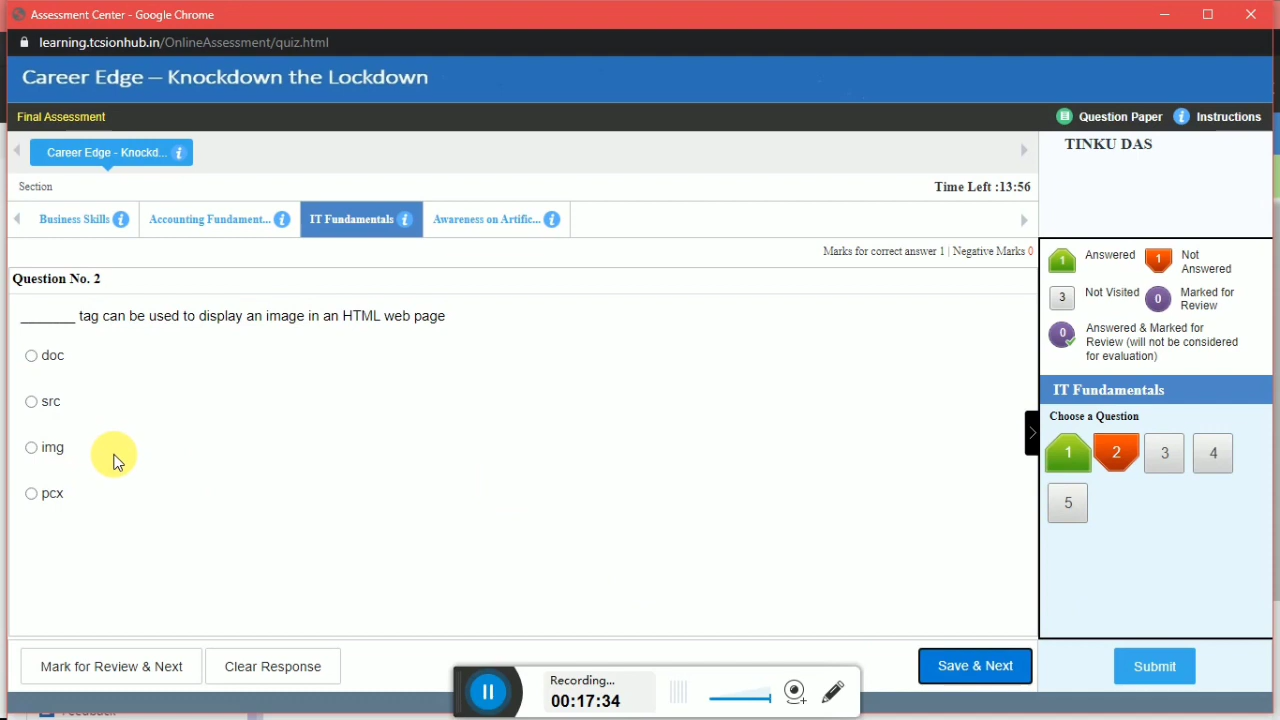 Assessment Center - Google Chrome
learning.tcsionhub.in/OnlineAssessment/quiz.html
Career Edge – Knockdown the Lockdown
Final Assessment
Question Paper
Instructions
Career Edge - Knockd...
TINKU DAS
Section
Time Left :13:56
Business Skills
Accounting Fundament...
IT Fundamentals
Awareness on Artific...
Marks for correct answer 1 | Negative Marks 0
1 Answered
1 Not Answered
3 Not Visited
0 Marked for Review
0 Answered & Marked for Review (will not be considered for evaluation)
Question No. 2
_______ tag can be used to display an image in an HTML web page
doc
src
img
pcx
IT Fundamentals
Choose a Question
1 2 3 4
5
Mark for Review & Next
Clear Response
Save & Next
Submit
Recording...
00:17:34